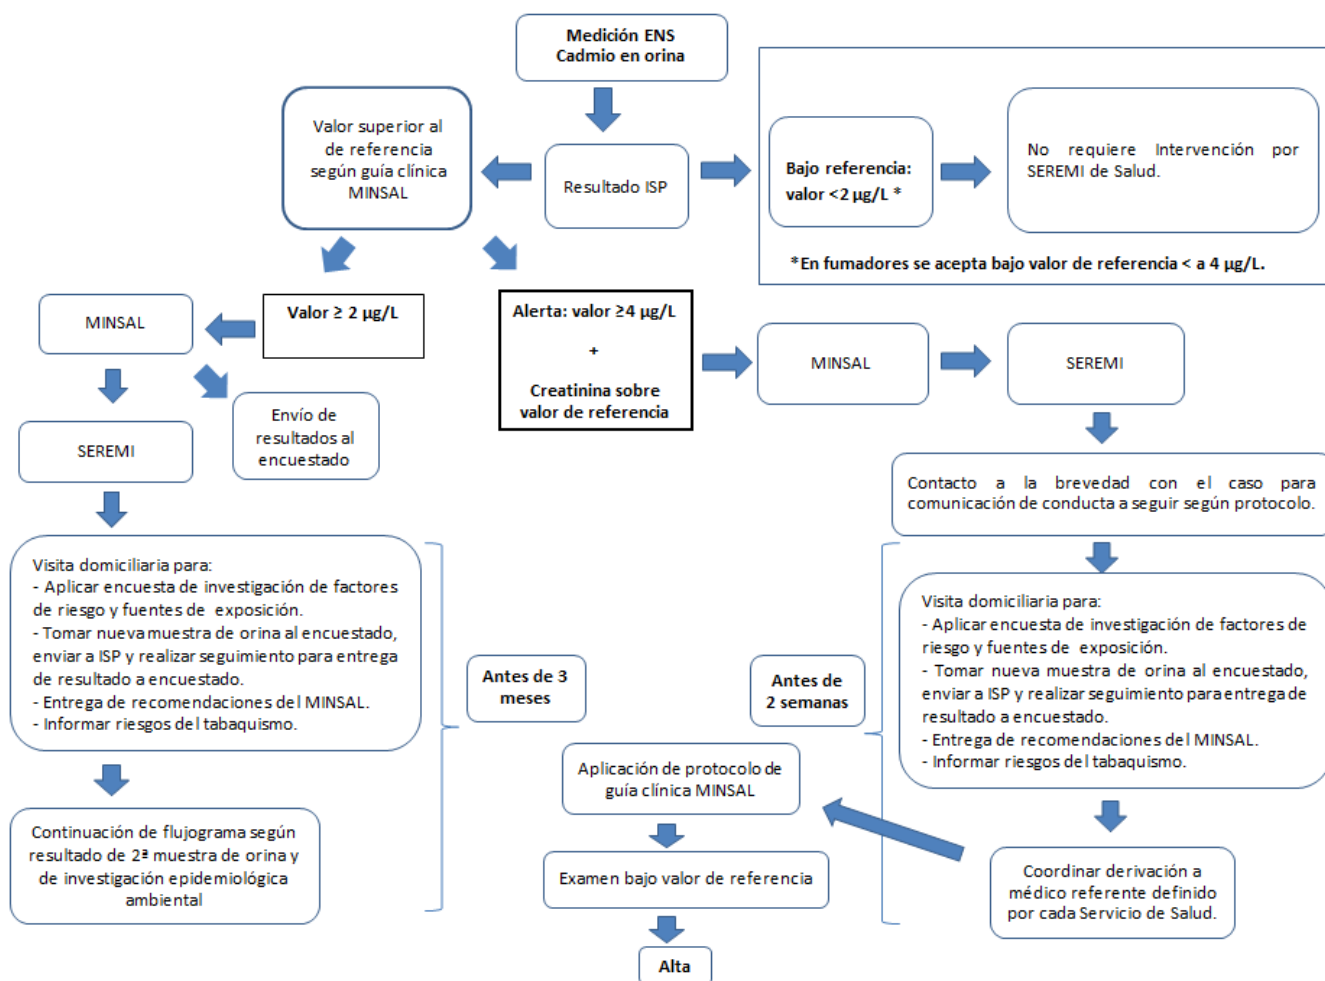 Medición ENS
Cadmio en orina
Valor superior al
de referencia
según guía clínica
MINSAL
Resultado ISP
Bajo referencia:
valor <2 µg/L *
No requiere Intervención por
SEREMI de Salud.
*En fumadores se acepta bajo valor de referencia < a 4 µg/L.
MINSAL
Valor ≥ 2 µg/L
Alerta: valor ≥4 µg/L
+
Creatinina sobre
valor de referencia
MINSAL
SEREMI
SEREMI
Envío de
resultados al
encuestado
Contacto a la brevedad con el caso para
comunicación de conducta a seguir según protocolo.
Visita domiciliaria para:
- Aplicar encuesta de investigación de factores
de riesgo y fuentes de exposición.
- Tomar nueva muestra de orina al encuestado,
enviar a ISP y realizar seguimiento para entrega
de resultado a encuestado.
- Entrega de recomendaciones del MINSAL.
- Informar riesgos del tabaquismo.
Antes de 3
meses
Antes de
2 semanas
Visita domiciliaria para:
- Aplicar encuesta de investigación de factores de
riesgo y fuentes de exposición.
- Tomar nueva muestra de orina al encuestado,
enviar a ISP y realizar seguimiento para entrega de
resultado a encuestado.
- Entrega de recomendaciones del MINSAL.
- Informar riesgos del tabaquismo.
Aplicación de protocolo de
guía clínica MINSAL
Continuación de flujograma según
resultado de 2ª muestra de orina y
de investigación epidemiológica
ambiental
Examen bajo valor de referencia
Coordinar derivación a
médico referente definido
por cada Servicio de Salud.
Alta